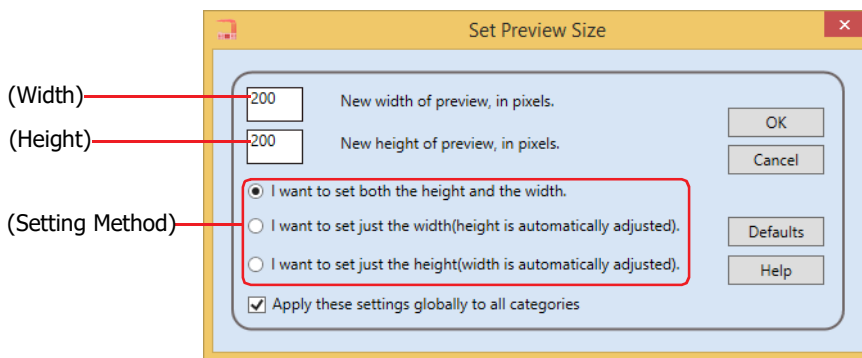 Set Preview Size
(Width)
200 New width of preview, in pixels.
(Height)
200 New height of preview, in pixels.
OK
Cancel
(Setting Method)
I want to set both the height and the width.
I want to set just the width(height is automatically adjusted).
I want to set just the height(width is automatically adjusted).
Defaults
Help
Apply these settings globally to all categories